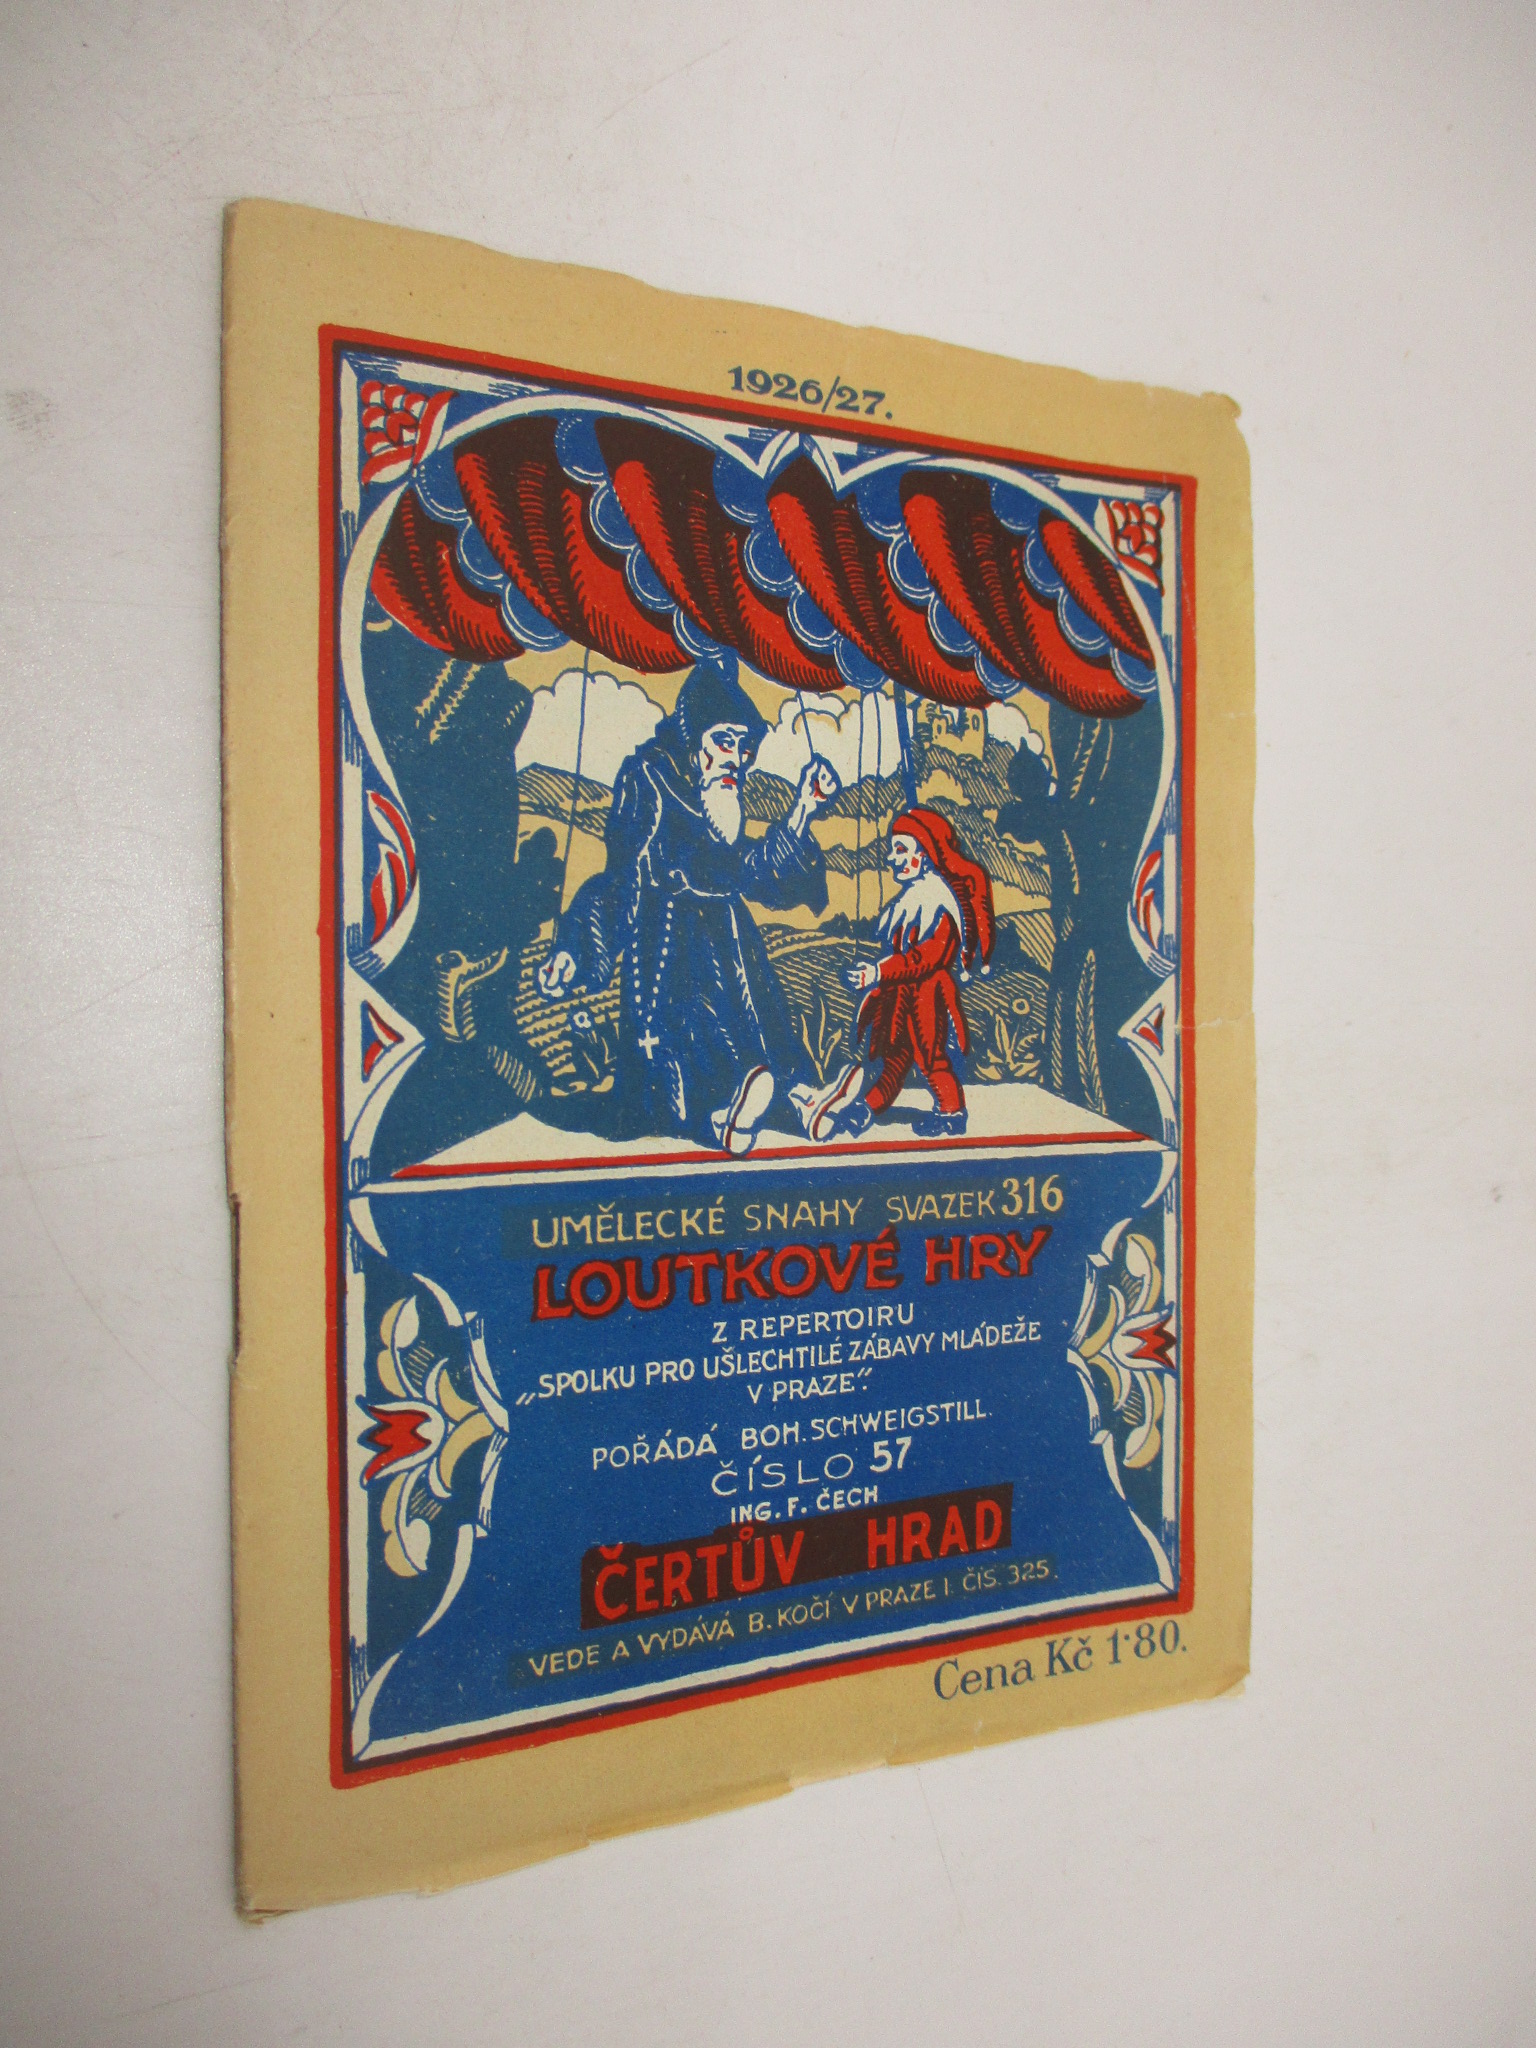 1926/27.
UMĚLECKÉ SNAHY SVAZEK 316
LOUTKOVÉ HRY
Z REPERTOIRU
„SPOLKU PRO UŠLECHTILÉ ZÁBAVY MLÁDEŽE
V PRAZE".
POŘÁDÁ BOH. SCHWEIGSTILL.
ČÍSLO 57
ING. F. ČECH
ČERTŮV HRAD
VEDE A VYDÁVÁ B. KOČÍ V PRAZE I. ČÍS. 325.
Cena Kč 1·80.